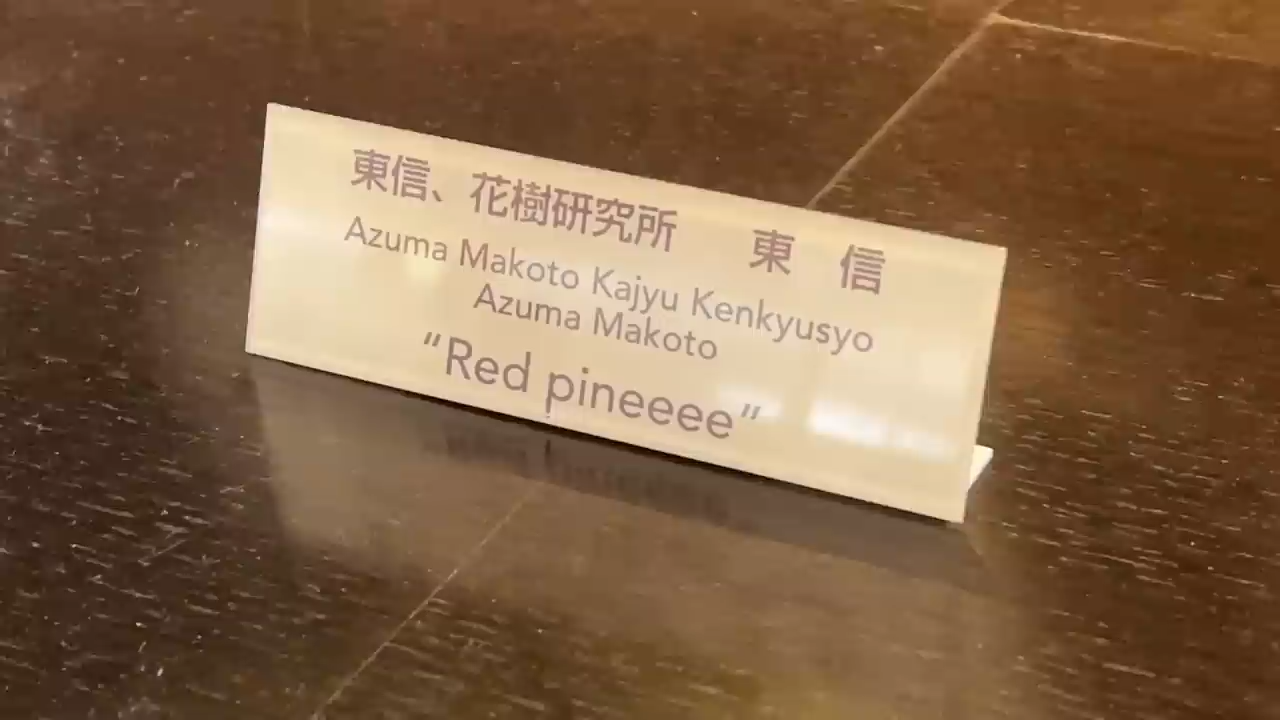 東信、花樹研究所 東 信
Azuma Makoto Kajyu Kenkyusyo
Azuma Makoto
“Red pineeee”